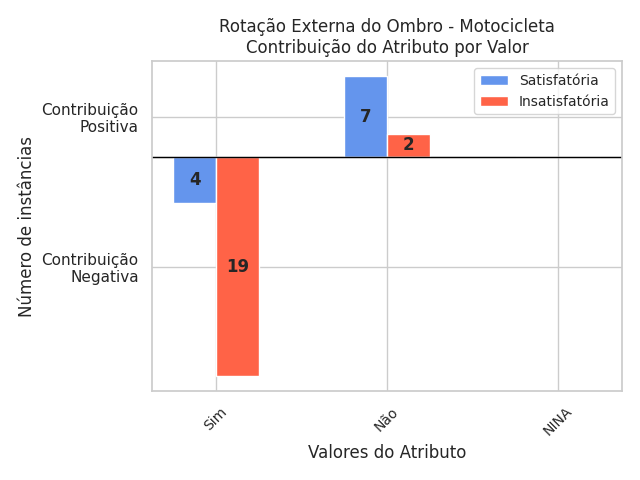 Rotação Externa do Ombro - Motocicleta
Contribuição do Atributo por Valor
Satisfatória
Insatisfatória
Contribuição
Positiva
Contribuição
Negativa
Número de instâncias
7
2
4
19
Sim
Não
NINA
Valores do Atributo